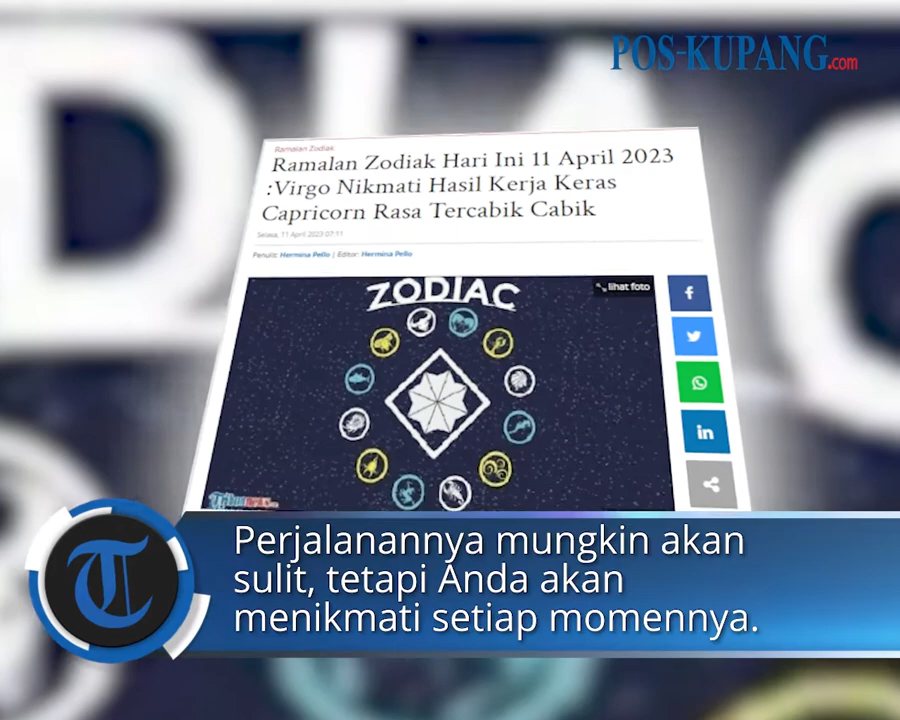 POS-KUPANG.com
Ramalan Zodiak
Ramalan Zodiak Hari Ini 11 April 2023
:Virgo Nikmati Hasil Kerja Keras
Capricorn Rasa Tercabik Cabik
Selasa, 11 April 2023 07:11
Penulis: Hermina Pello | Editor: Hermina Pello
lihat foto
ZODIAC
Tribunnews.com
Perjalanannya mungkin akan
sulit, tetapi Anda akan
menikmati setiap momennya.